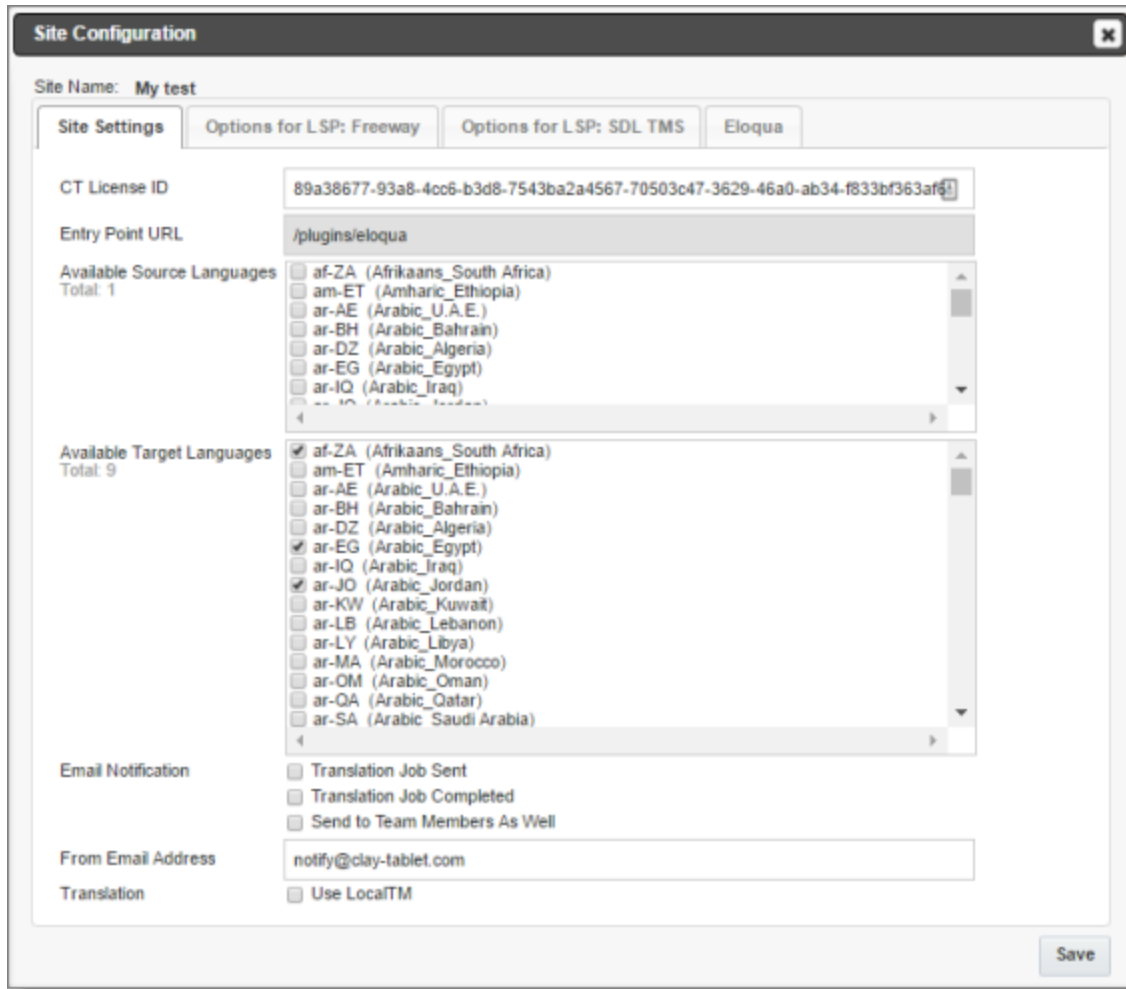 Site Configuration
Site Name: My test
Site Settings
Options for LSP: Freeway
Options for LSP: SDL TMS
Eloqua
CT License ID
89a38677-93a8-4cc6-b3d8-7543ba2a4567-70503c47-3629-46a0-ab34-f833bf363af6
Entry Point URL
/plugins/eloqua
Available Source Languages
Total: 1
af-ZA (Afrikaans_South Africa)
am-ET (Amharic_Ethiopia)
ar-AE (Arabic_U.A.E.)
ar-BH (Arabic_Bahrain)
ar-DZ (Arabic_Algeria)
ar-EG (Arabic_Egypt)
ar-IQ (Arabic_Iraq)
ar-JO (Arabic_Jordan)
Available Target Languages
Total: 9
af-ZA (Afrikaans_South Africa)
am-ET (Amharic_Ethiopia)
ar-AE (Arabic_U.A.E.)
ar-BH (Arabic_Bahrain)
ar-DZ (Arabic_Algeria)
ar-EG (Arabic_Egypt)
ar-IQ (Arabic_Iraq)
ar-JO (Arabic_Jordan)
ar-KW (Arabic_Kuwait)
ar-LB (Arabic_Lebanon)
ar-LY (Arabic_Libya)
ar-MA (Arabic_Morocco)
ar-OM (Arabic_Oman)
ar-QA (Arabic_Qatar)
ar-SA (Arabic_Saudi Arabia)
Email Notification
Translation Job Sent
Translation Job Completed
Send to Team Members As Well
From Email Address
notify@clay-tablet.com
Translation
Use LocalTM
Save